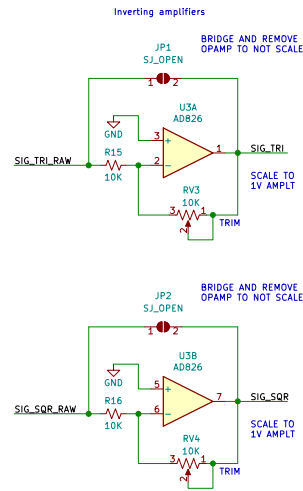 Inverting amplifiers
BRIDGE AND REMOVE
OPAMP TO NOT SCALE
JP1
SJ_OPEN
1 2
U3A
AD826
GND
3
+
1
SIG_TRI
SIG_TRI_RAW
R15
2
-
10K
SCALE TO
1V AMPLT
RV3
10K
3 1
2
TRIM
BRIDGE AND REMOVE
OPAMP TO NOT SCALE
JP2
SJ_OPEN
1 2
U3B
AD826
GND
5
+
7
SIG_SQR
SIG_SQR_RAW
R16
6
-
10K
SCALE TO
1V AMPLT
RV4
10K
3 1
2
TRIM